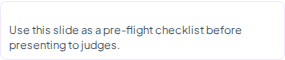 Use this slide as a pre-flight checklist before
presenting to judges.